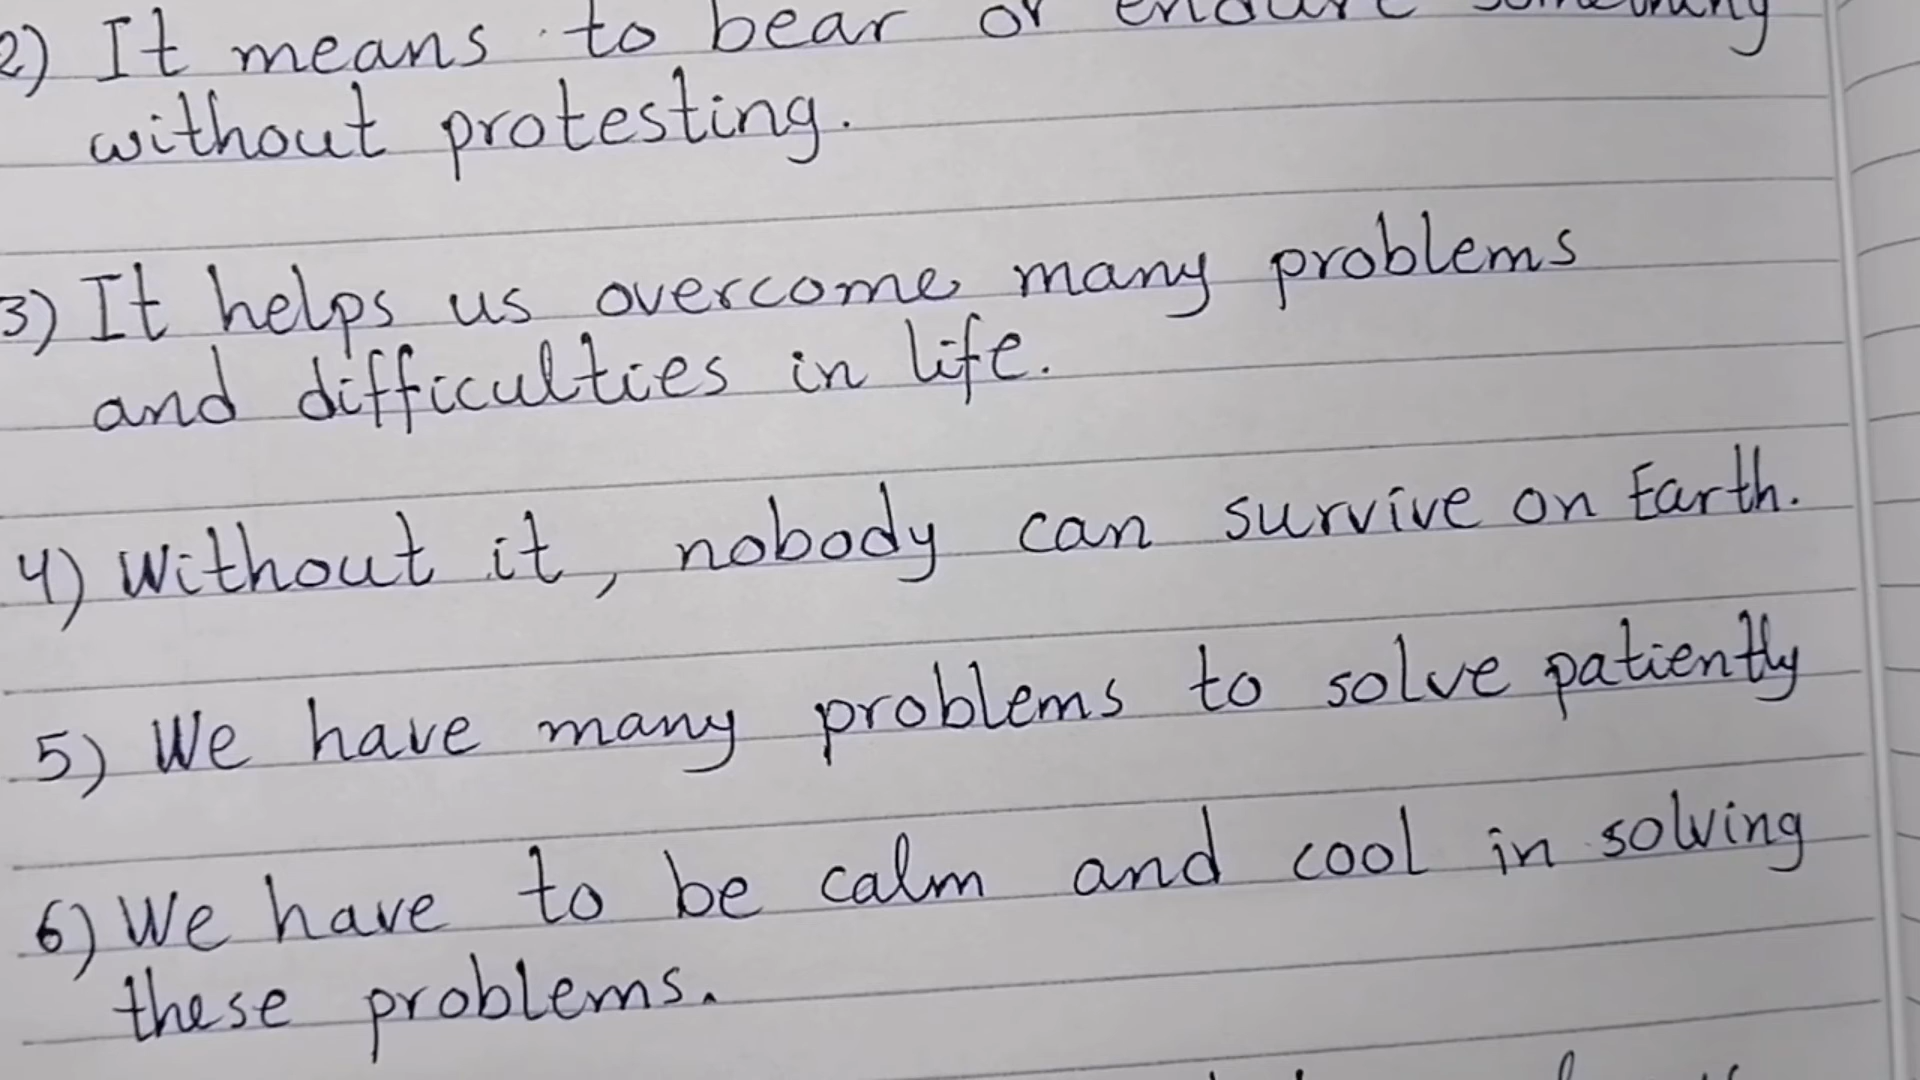 2) It means to bear or endure something
without protesting.
3) It helps us overcome many problems
and difficulties in life.
4) Without it, nobody can survive on Earth.
5) We have many problems to solve patiently
6) We have to be calm and cool in solving
these problems.